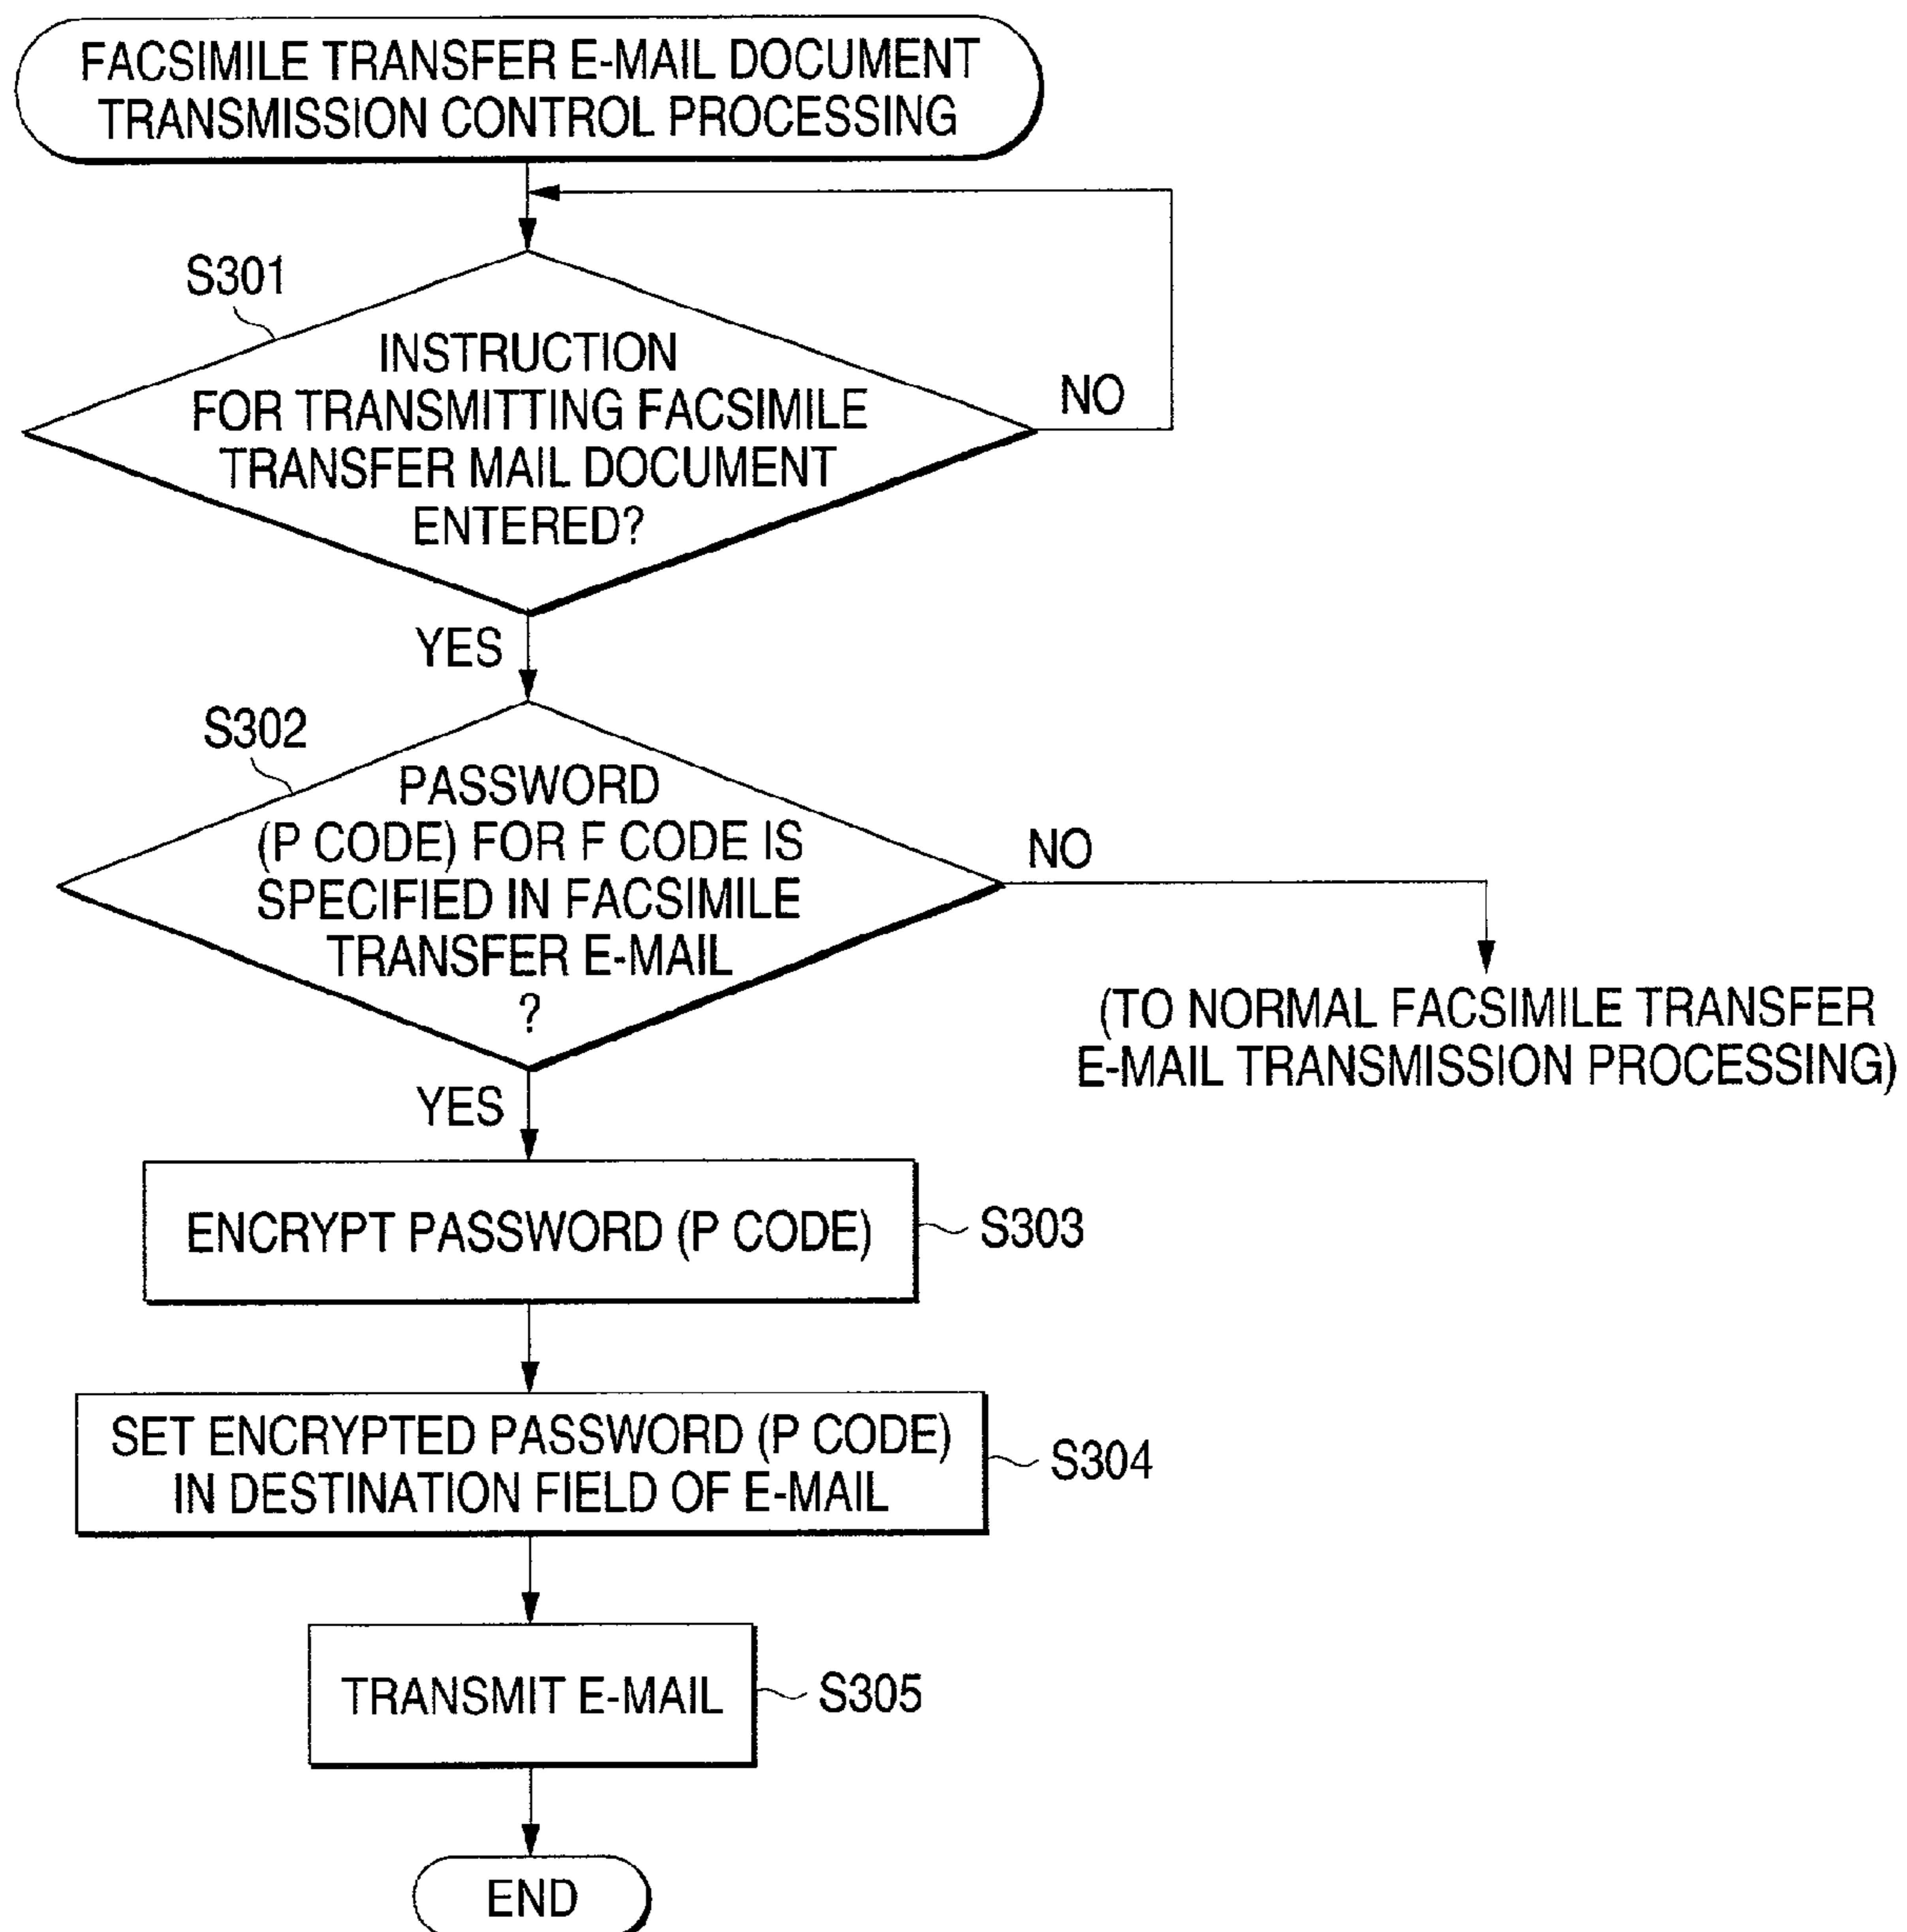 FACSIMILE TRANSFER E-MAIL DOCUMENT
TRANSMISSION CONTROL PROCESSING
S301
INSTRUCTION
FOR TRANSMITTING FACSIMILE
TRANSFER MAIL DOCUMENT
ENTERED?
NO
YES
S302
PASSWORD
(P CODE) FOR F CODE IS
SPECIFIED IN FACSIMILE
TRANSFER E-MAIL
?
NO
(TO NORMAL FACSIMILE TRANSFER
E-MAIL TRANSMISSION PROCESSING)
YES
ENCRYPT PASSWORD (P CODE)
S303
SET ENCRYPTED PASSWORD (P CODE)
IN DESTINATION FIELD OF E-MAIL
S304
TRANSMIT E-MAIL
S305
END